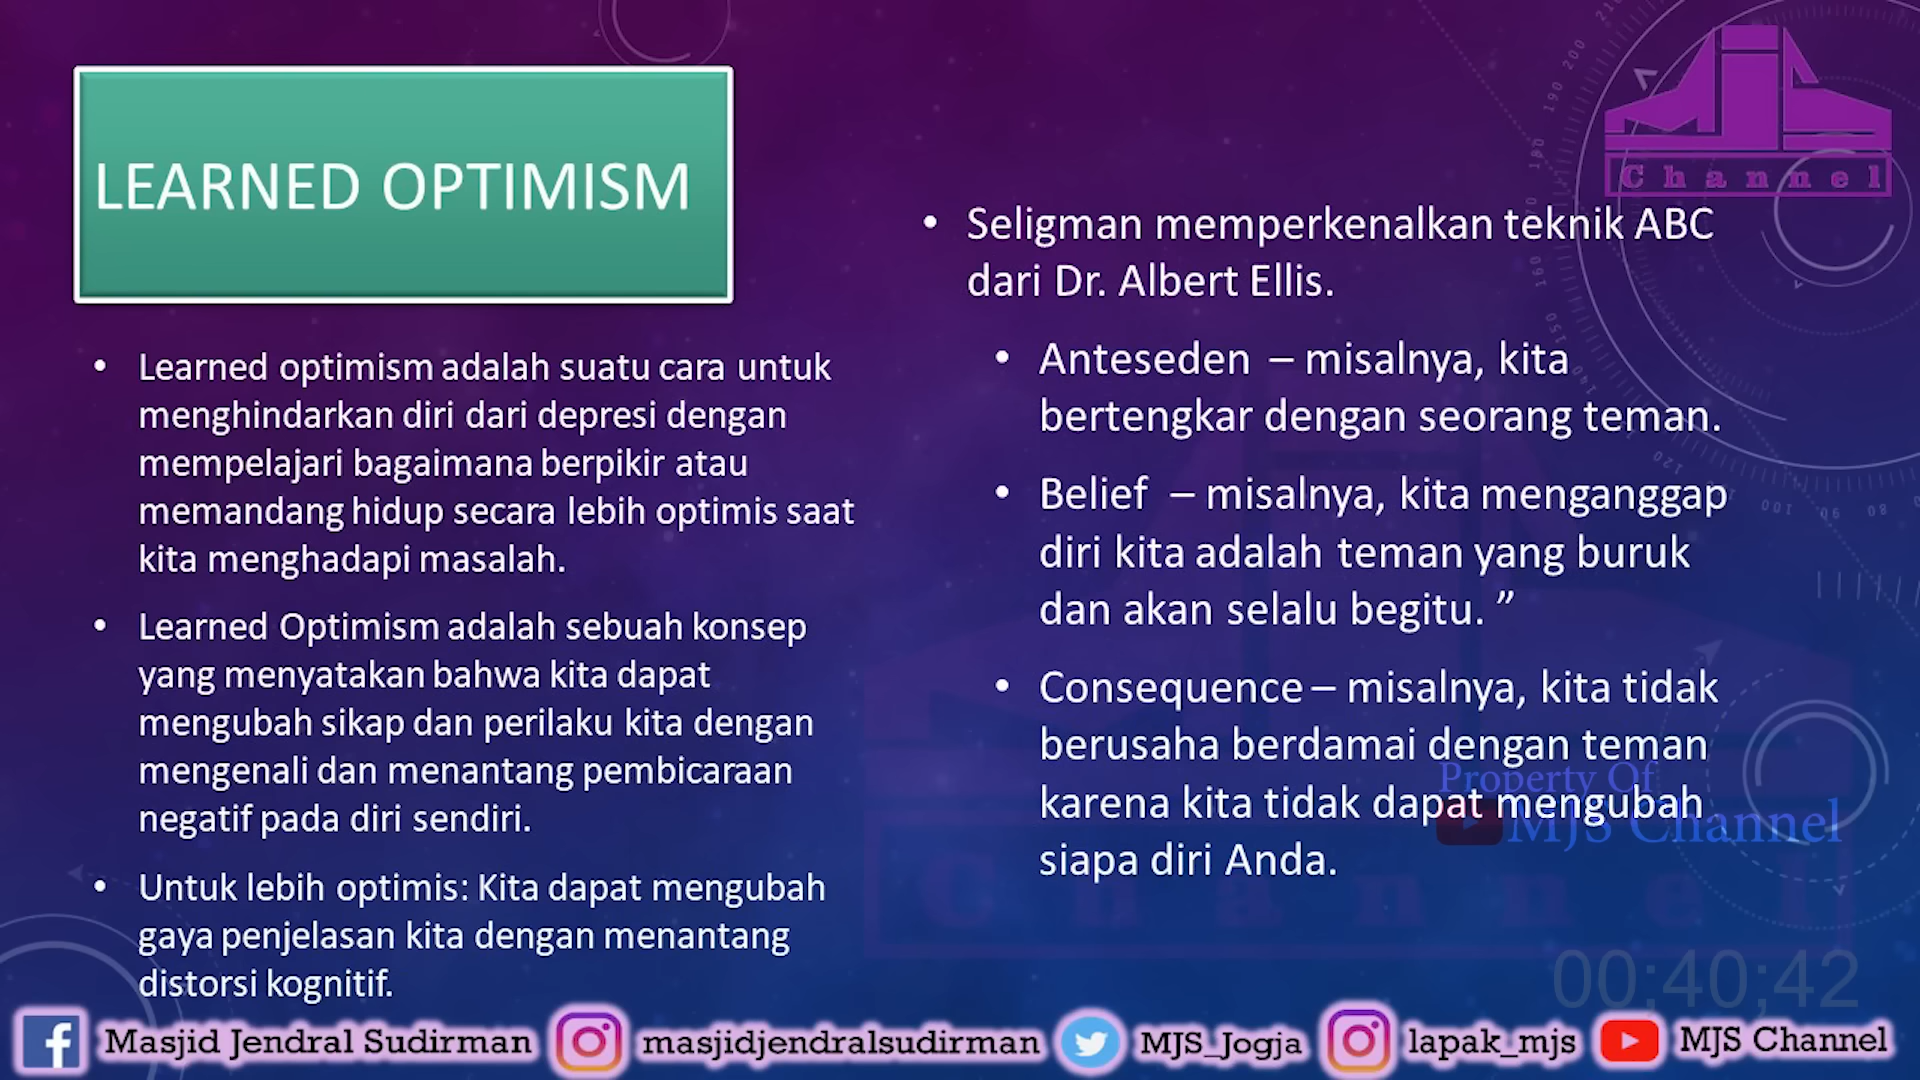 LEARNED OPTIMISM
• Learned optimism adalah suatu cara untuk
menghindarkan diri dari depresi dengan
mempelajari bagaimana berpikir atau
memandang hidup secara lebih optimis saat
kita menghadapi masalah.
• Learned Optimism adalah sebuah konsep
yang menyatakan bahwa kita dapat
mengubah sikap dan perilaku kita dengan
mengenali dan menantang pembicaraan
negatif pada diri sendiri.
• Untuk lebih optimis: Kita dapat mengubah
gaya penjelasan kita dengan menantang
distorsi kognitif.
• Seligman memperkenalkan teknik ABC
dari Dr. Albert Ellis.
• Anteseden – misalnya, kita
bertengkar dengan seorang teman.
• Belief – misalnya, kita menganggap
diri kita adalah teman yang buruk
dan akan selalu begitu. ”
• Consequence – misalnya, kita tidak
berusaha berdamai dengan teman
karena kita tidak dapat mengubah
siapa diri Anda.
Channel
Property Of
MJS Channel
Channel
00;40;42
Masjid Jendral Sudirman masjidjendralsudirman MJS_Jogja lapak_mjs MJS Channel